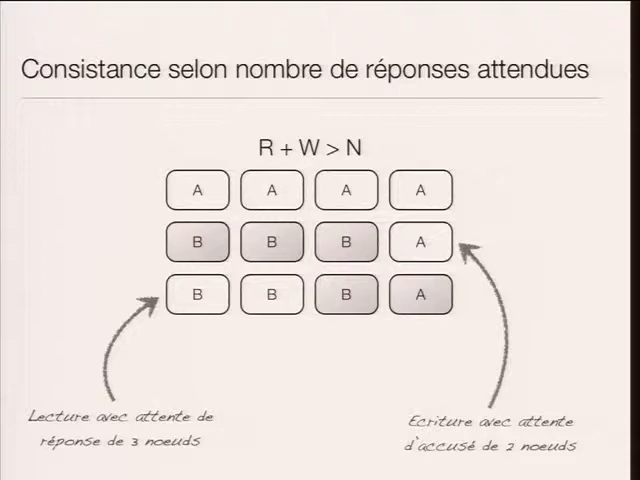 Consistance selon nombre de réponses attendues
R + W > N
A A A A
B B B A
B B B A
Lecture avec attente de
réponse de 3 noeuds
Ecriture avec attente
d'accusé de 2 noeuds